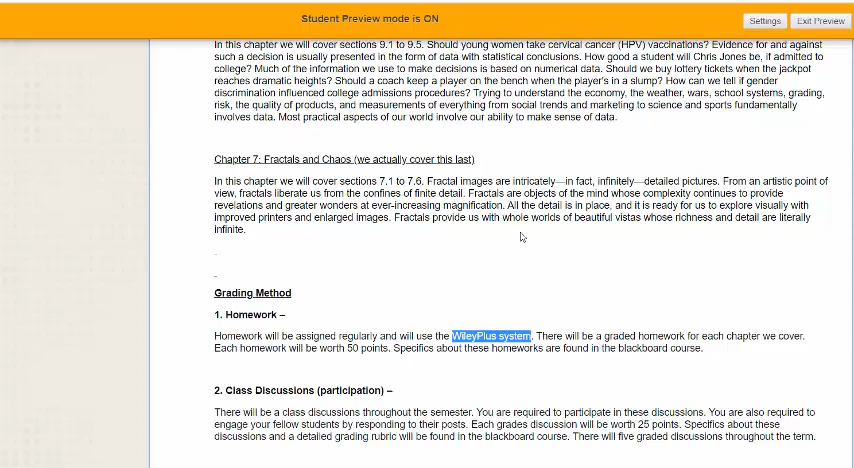 Student Preview mode is ON
Settings
Exit Preview
In this chapter we will cover sections 9.1 to 9.5. Should young women take cervical cancer (HPV) vaccinations? Evidence for and against
such a decision is usually presented in the form of data with statistical conclusions. How good a student will Chris Jones be, if admitted to
college? Much of the information we use to make decisions is based on numerical data. Should we buy lottery tickets when the jackpot
reaches dramatic heights? Should a coach keep a player on the bench when the player's in a slump? How can we tell if gender
discrimination influenced college admissions procedures? Trying to understand the economy, the weather, wars, school systems, grading,
risk, the quality of products, and measurements of everything from social trends and marketing to science and sports fundamentally
involves data. Most practical aspects of our world involve our ability to make sense of data.
Chapter 7: Fractals and Chaos (we actually cover this last)
In this chapter we will cover sections 7.1 to 7.6. Fractal images are intricately—in fact, infinitely—detailed pictures. From an artistic point of
view, fractals liberate us from the confines of finite detail. Fractals are objects of the mind whose complexity continues to provide
revelations and greater wonders at ever-increasing magnification. All the detail is in place, and it is ready for us to explore visually with
improved printers and enlarged images. Fractals provide us with whole worlds of beautiful vistas whose richness and detail are literally
infinite.
Grading Method
1. Homework –
Homework will be assigned regularly and will use the WileyPlus system. There will be a graded homework for each chapter we cover.
Each homework will be worth 50 points. Specifics about these homeworks are found in the blackboard course.
2. Class Discussions (participation) –
There will be a class discussions throughout the semester. You are required to participate in these discussions. You are also required to
engage your fellow students by responding to their posts. Each grades discussion will be worth 25 points. Specifics about these
discussions and a detailed grading rubric will be found in the blackboard course. There will five graded discussions throughout the term.